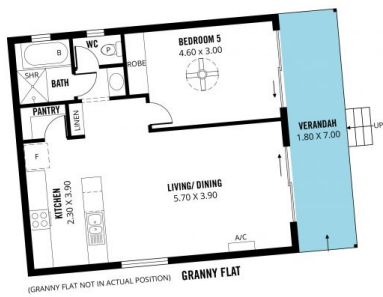 WC
P
B
SHR
BATH
ROBE
BEDROOM 5
4.60 x 3.00
PANTRY
LINEN
F
VERANDAH
1.80 X 7.00
UP
KITCHEN
2.30 X 3.90
LIVING/ DINING
5.70 X 3.90
A/C
(GRANNY FLAT NOT IN ACTUAL POSITION)
GRANNY FLAT